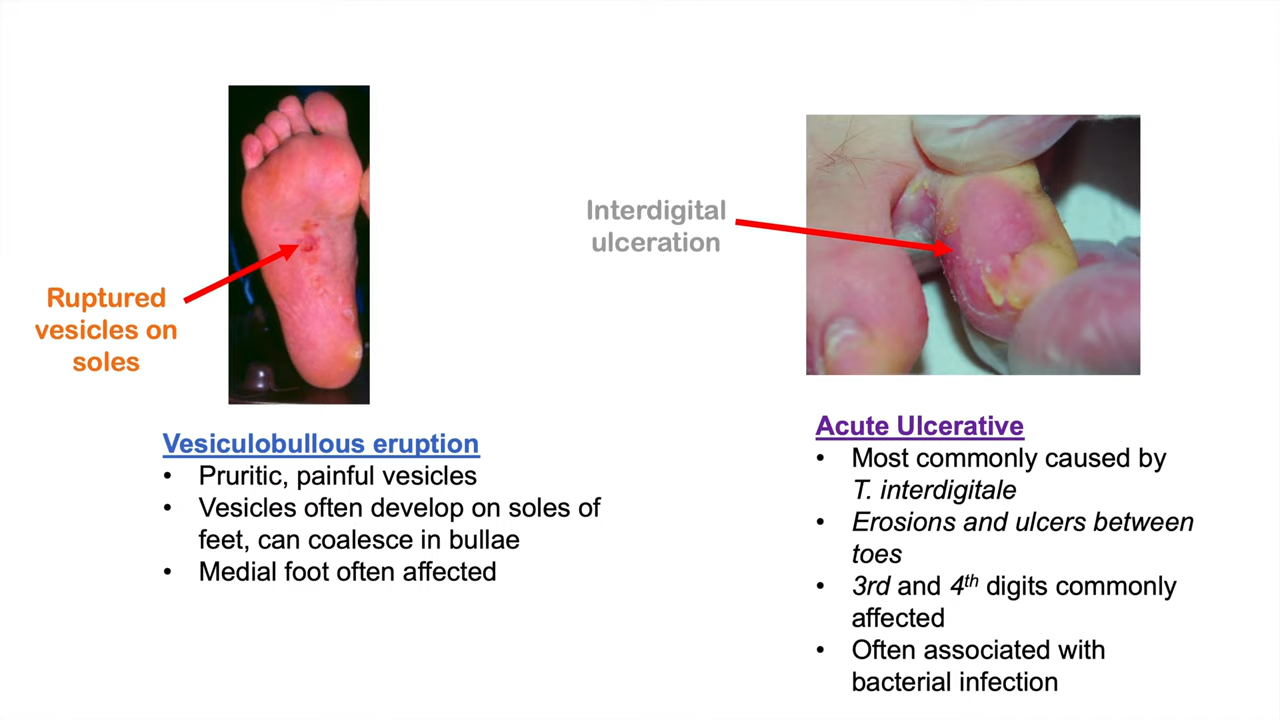 Ruptured
vesicles on
soles
Vesiculobullous eruption
• Pruritic, painful vesicles
• Vesicles often develop on soles of
feet, can coalesce in bullae
• Medial foot often affected
Interdigital
ulceration
Acute Ulcerative
• Most commonly caused by
T. interdigitale
• Erosions and ulcers between
toes
• 3rd and 4th digits commonly
affected
• Often associated with
bacterial infection